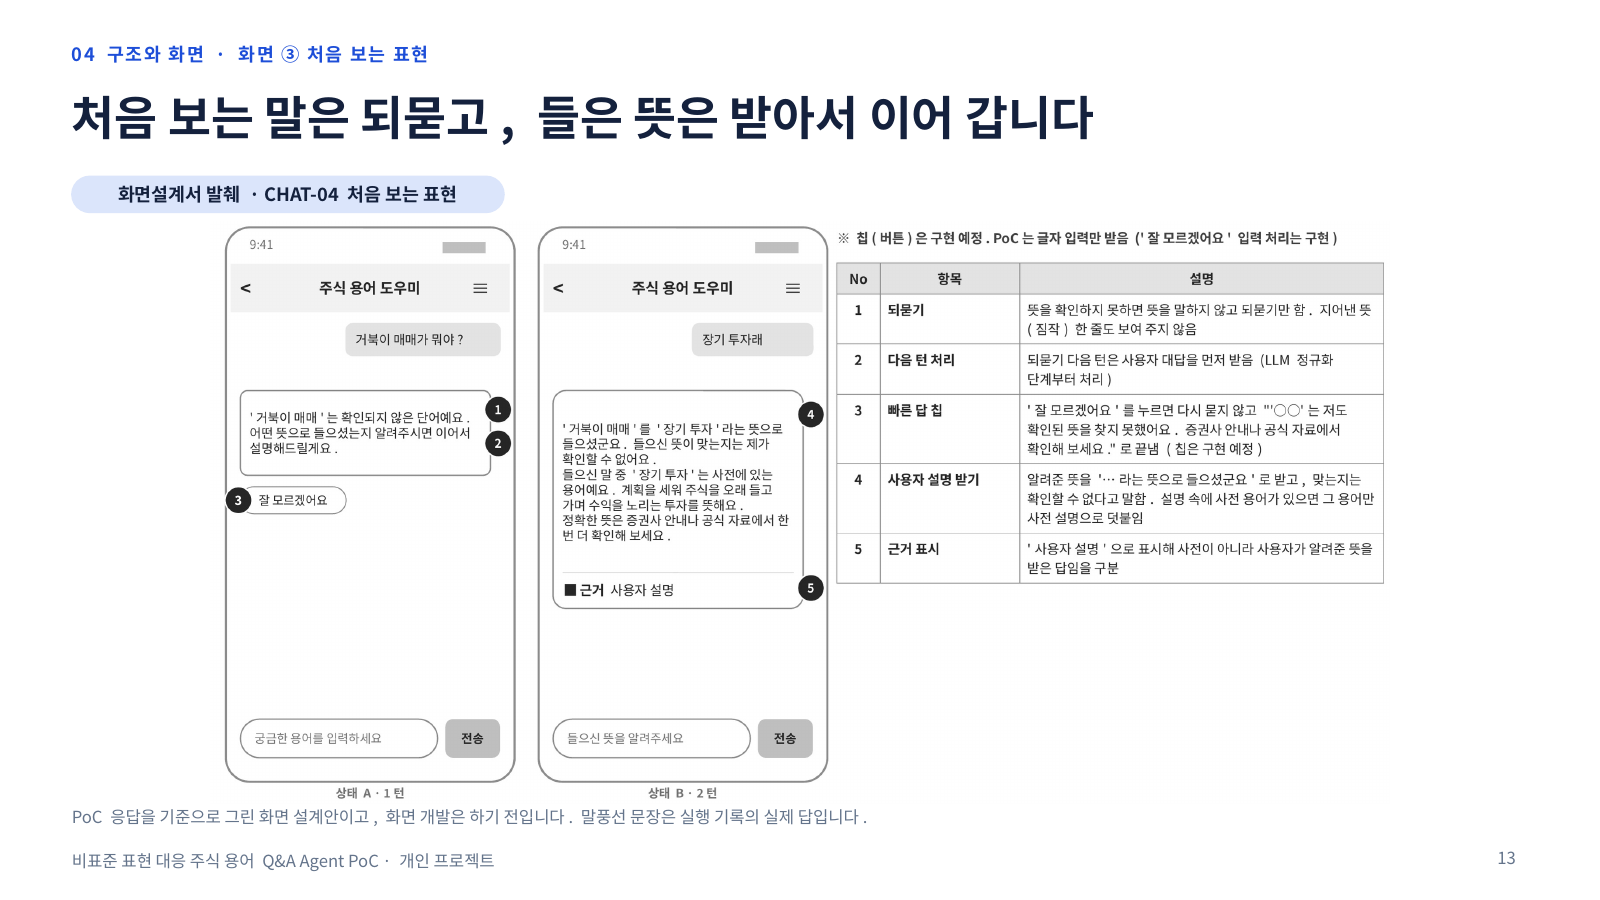 04 구조와 화면 · 화면 ③ 처음 보는 표현
처음 보는 말은 되묻고 , 들은 뜻은 받아서 이어 갑니다
화면설계서 발췌 · CHAT-04 처음 보는 표현
9:41
< 주식 용어 도우미 ≡
거북이 매매가 뭐야 ?
' 거북이 매매 ' 는 확인되지 않은 단어예요 .
어떤 뜻으로 들으셨는지 알려주시면 이어서
설명해드릴게요 .
1
2
3 잘 모르겠어요
궁금한 용어를 입력하세요 전송
상태 A · 1 턴
9:41
< 주식 용어 도우미 ≡
장기 투자래
4
' 거북이 매매 ' 를 ' 장기 투자 ' 라는 뜻으로
들으셨군요 . 들으신 뜻이 맞는지는 제가
확인할 수 없어요 .
들으신 말 중 ' 장기 투자 ' 는 사전에 있는
용어예요 . 계획을 세워 주식을 오래 들고
가며 수익을 노리는 투자를 뜻해요 .
정확한 뜻은 증권사 안내나 공식 자료에서 한
번 더 확인해 보세요 .
■ 근거 사용자 설명 5
들으신 뜻을 알려주세요 전송
상태 B · 2 턴
※ 칩 ( 버튼 ) 은 구현 예정 . PoC 는 글자 입력만 받음 (' 잘 모르겠어요 ' 입력 처리는 구현 )
No 항목 설명
1 되묻기 뜻을 확인하지 못하면 뜻을 말하지 않고 되묻기만 함 . 지어낸 뜻
( 짐작 ) 한 줄도 보여 주지 않음
2 다음 턴 처리 되묻기 다음 턴은 사용자 대답을 먼저 받음 (LLM 정규화
단계부터 처리 )
3 빠른 답 칩 ' 잘 모르겠어요 ' 를 누르면 다시 묻지 않고 "'○○' 는 저도
확인된 뜻을 찾지 못했어요 . 증권사 안내나 공식 자료에서
확인해 보세요 ." 로 끝냄 ( 칩은 구현 예정 )
4 사용자 설명 받기 알려준 뜻을 '… 라는 뜻으로 들으셨군요 ' 로 받고 , 맞는지는
확인할 수 없다고 말함 . 설명 속에 사전 용어가 있으면 그 용어만
사전 설명으로 덧붙임
5 근거 표시 ' 사용자 설명 ' 으로 표시해 사전이 아니라 사용자가 알려준 뜻을
받은 답임을 구분
PoC 응답을 기준으로 그린 화면 설계안이고 , 화면 개발은 하기 전입니다 . 말풍선 문장은 실행 기록의 실제 답입니다 .
비표준 표현 대응 주식 용어 Q&A Agent PoC · 개인 프로젝트
13